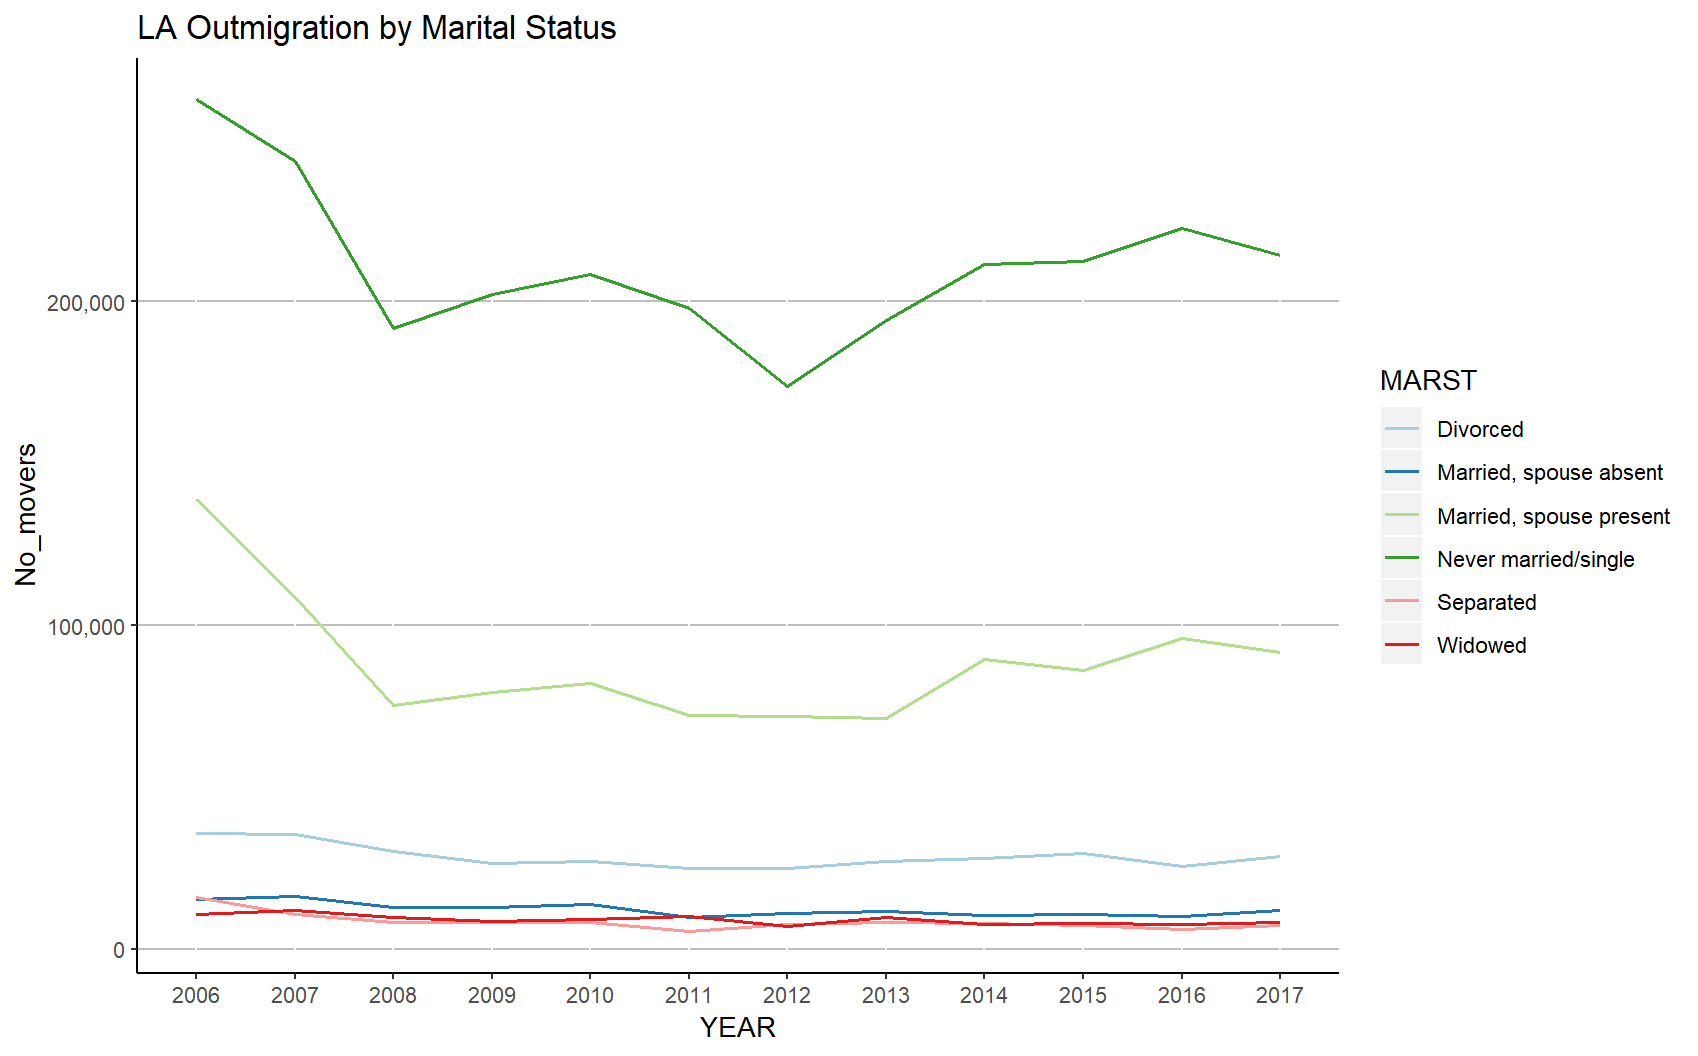 LA Outmigration by Marital Status
No_movers
200,000
100,000
0
2006 2007 2008 2009 2010 2011 2012 2013 2014 2015 2016 2017
YEAR
MARST
Divorced
Married, spouse absent
Married, spouse present
Never married/single
Separated
Widowed